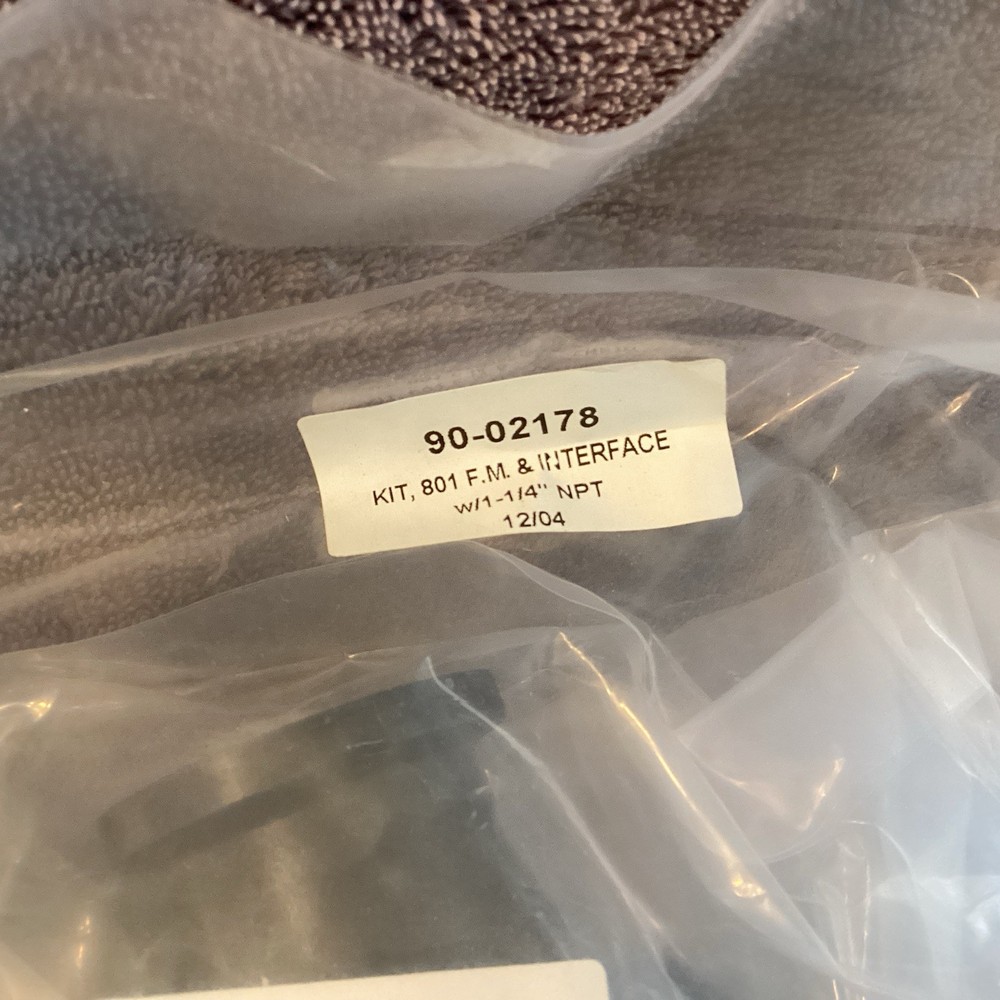 90-02178
KIT, 801 F.M. & INTERFACE
w/1-1/4" NPT
12/04